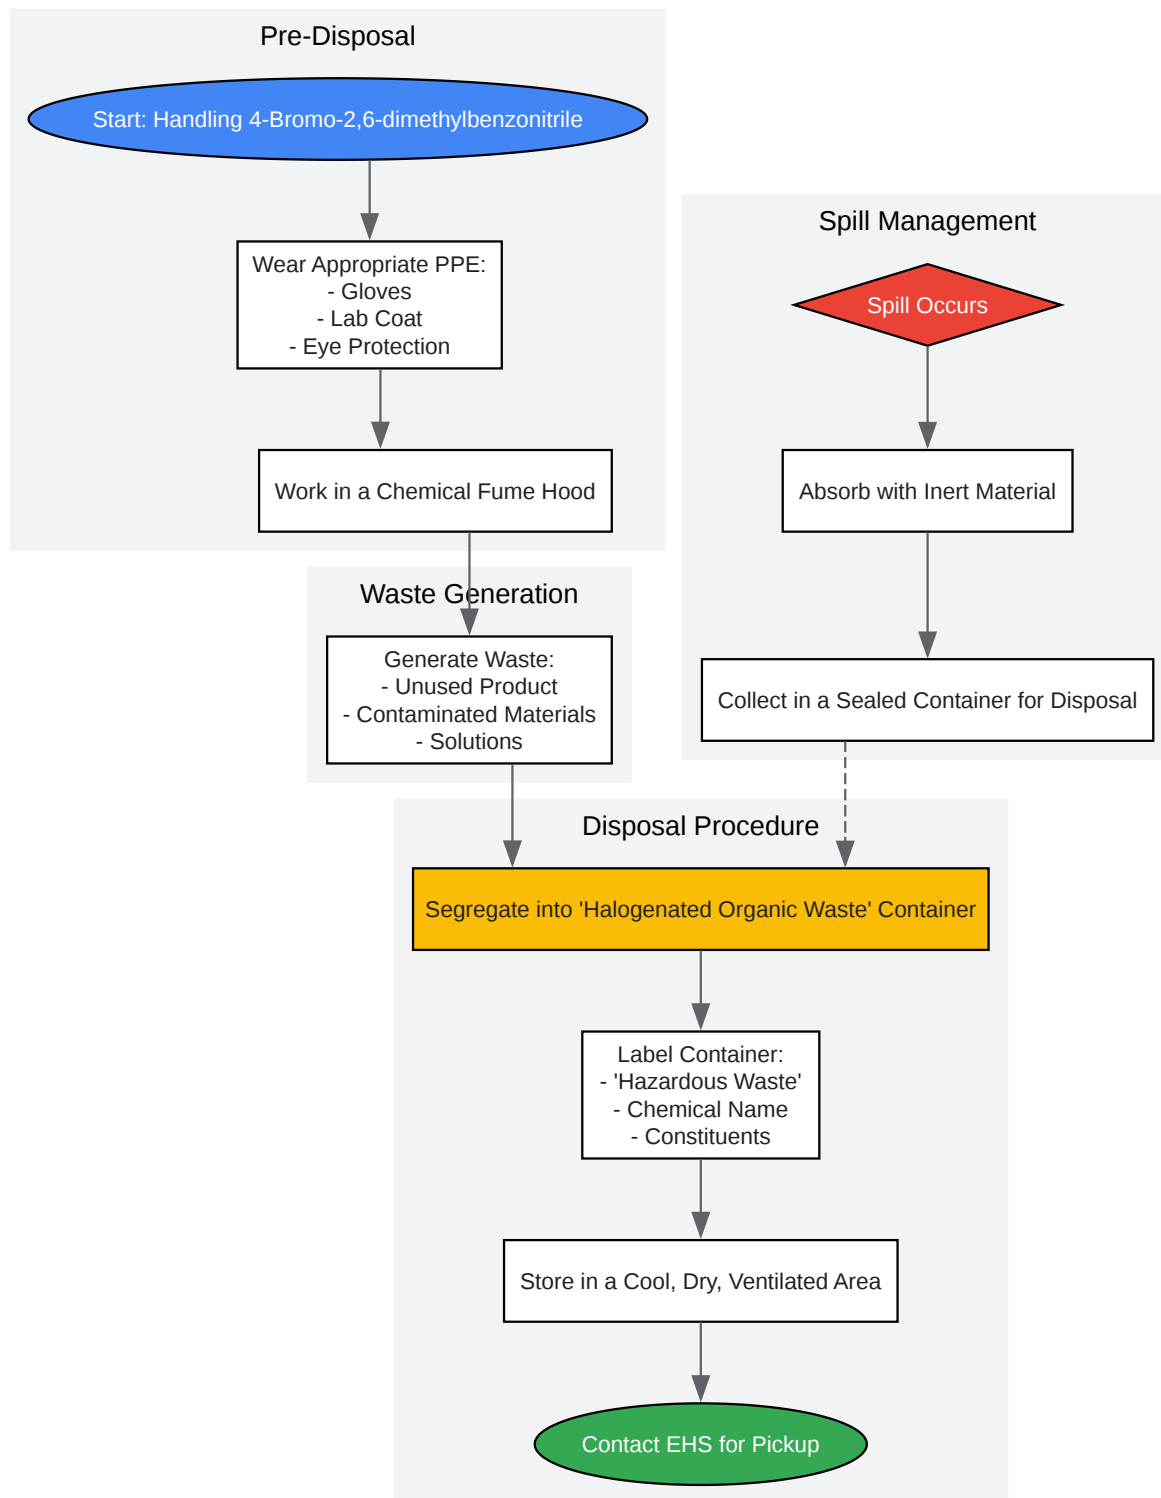 Pre-Disposal
Start: Handling 4-Bromo-2,6-dimethylbenzonitrile
Wear Appropriate PPE:
- Gloves
- Lab Coat
- Eye Protection
Work in a Chemical Fume Hood
Spill Management
Spill Occurs
Absorb with Inert Material
Collect in a Sealed Container for Disposal
Waste Generation
Generate Waste:
- Unused Product
- Contaminated Materials
- Solutions
Disposal Procedure
Segregate into 'Halogenated Organic Waste' Container
Label Container:
- 'Hazardous Waste'
- Chemical Name
- Constituents
Store in a Cool, Dry, Ventilated Area
Contact EHS for Pickup